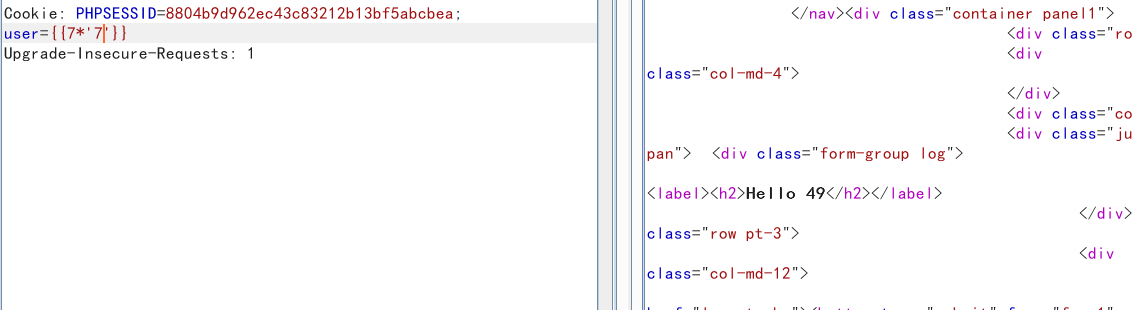 Cookie: PHPSESSID=8804b9d962ec43c83212b13bf5abcbea;
user={{7*'7'}}
Upgrade-Insecure-Requests: 1
</nav><div class="container panel1">
<div class="ro
<div
class="col-md-4">
</div>
<div class="co
<div class="ju
pan"> <div class="form-group log">
<label><h2>Hello 49</h2></label>
</div>
class="row pt-3">
<div
class="col-md-12">